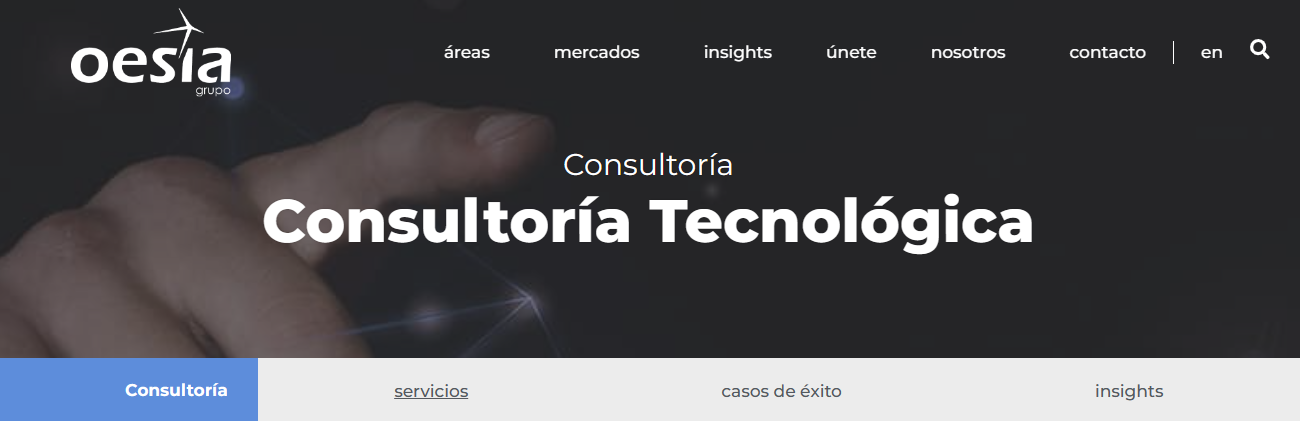 oesia
grupo
áreas mercados insights únete nosotros contacto en
Consultoría
Consultoría Tecnológica
Consultoría servicios casos de éxito insights